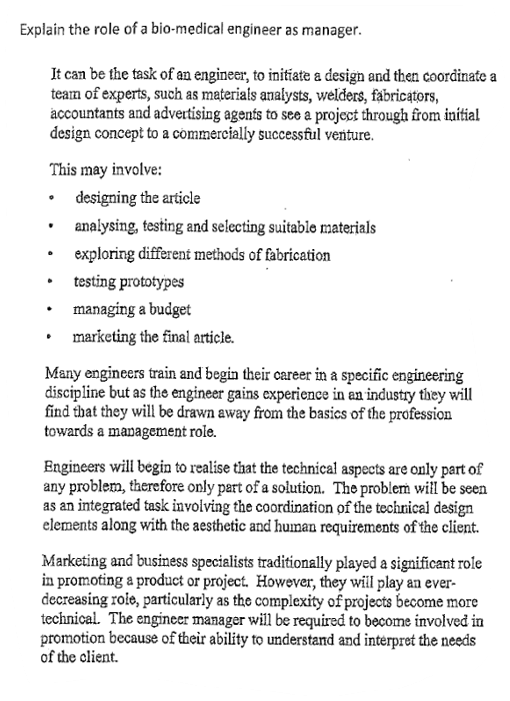 Explain the role of a bio-medical engineer as manager.
It can be the task of an engineer, to initiate a design and then coordinate a
team of experts, such as materials analysts, welders, fabricators,
accountants and advertising agents to see a project through from initial
design concept to a commercially successful venture.
This may involve:
• designing the article
• analysing, testing and selecting suitable materials
• exploring different methods of fabrication
• testing prototypes
• managing a budget
• marketing the final article.
Many engineers train and begin their career in a specific engineering
discipline but as the engineer gains experience in an industry they will
find that they will be drawn away from the basics of the profession
towards a management role.
Engineers will begin to realise that the technical aspects are only part of
any problem, therefore only part of a solution. The problem will be seen
as an integrated task involving the coordination of the technical design
elements along with the aesthetic and human requirements of the client.
Marketing and business specialists traditionally played a significant role
in promoting a product or project. However, they will play an ever-
decreasing role, particularly as the complexity of projects become more
technical. The engineer manager will be required to become involved in
promotion because of their ability to understand and interpret the needs
of the client.